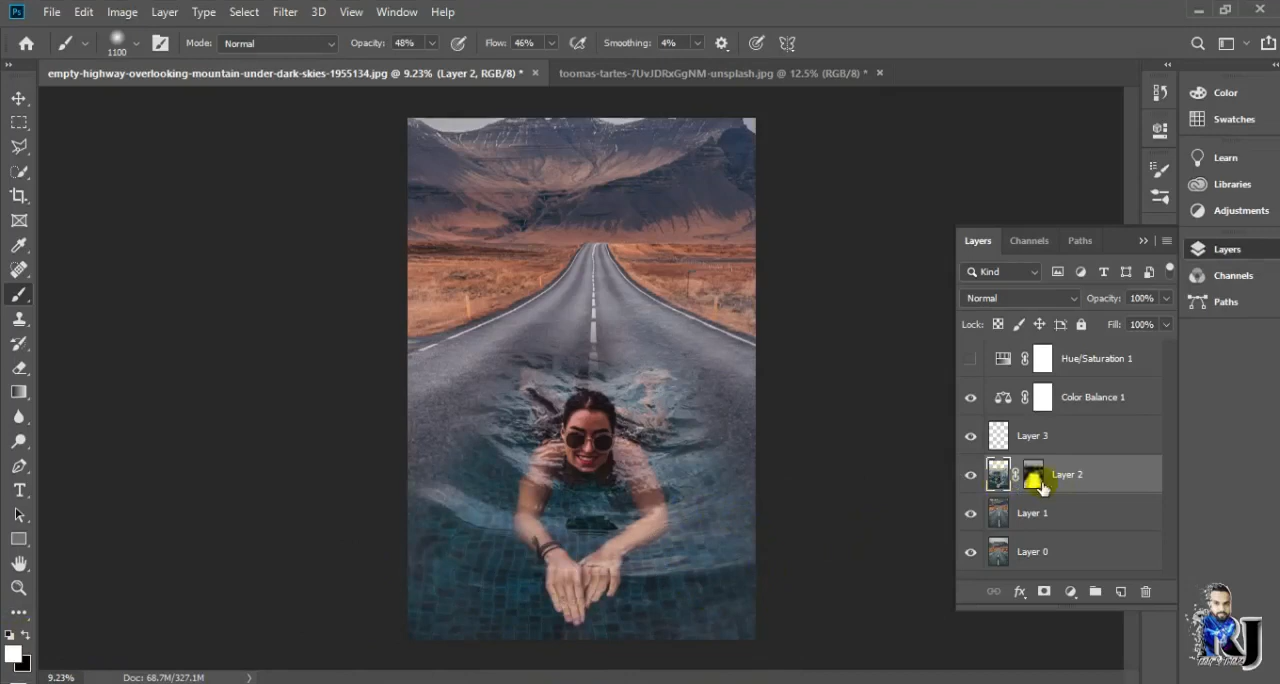 Ps File Edit Image Layer Type Select Filter 3D View Window Help
1100 Mode: Normal Opacity: 48% Flow: 46% Smoothing: 4%
empty-highway-overlooking-mountain-under-dark-skies-1955134.jpg @ 9.23% (Layer 2, RGB/8) * toomas-tartes-7UvJDRxGgNM-unsplash.jpg @ 12.5% (RGB/8) *
Color
Swatches
Learn
Libraries
Adjustments
Layers
Channels
Paths
Layers Channels Paths
Kind
Normal Opacity: 100%
Lock: Fill: 100%
Hue/Saturation 1
Color Balance 1
Layer 3
Layer 2
Layer 1
Layer 0
fx
RJ
9.23% Doc: 68.7M/327.1M